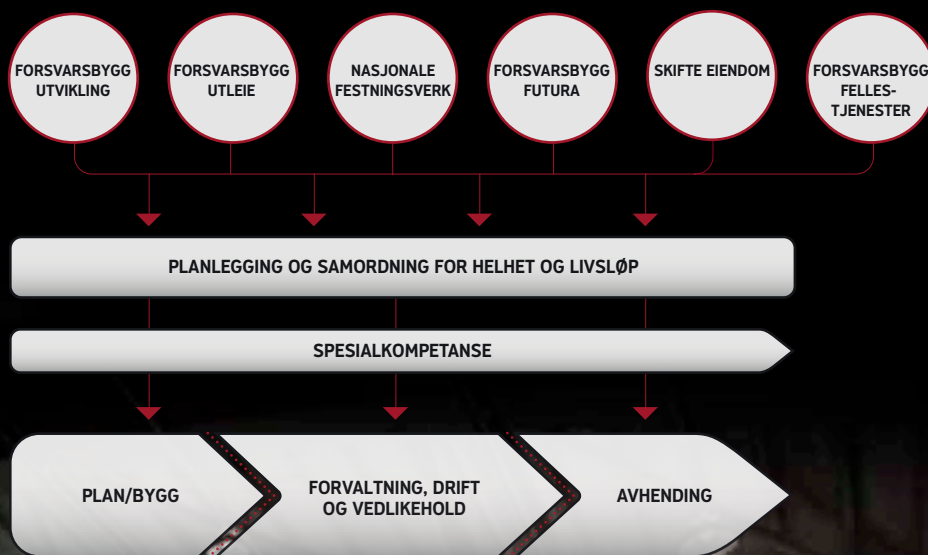 FORSVARSBYGG
UTVIKLING
FORSVARSBYGG
UTLEIE
NASJONALE
FESTNINGSVERK
FORSVARSBYGG
FUTURA
SKIFTE EIENDOM
FORSVARSBYGG
FELLES-
TJENESTER
PLANLEGGING OG SAMORDNING FOR HELHET OG LIVSLØP
SPESIALKOMPETANSE
PLAN/BYGG
FORVALTNING, DRIFT
OG VEDLIKEHOLD
AVHENDING